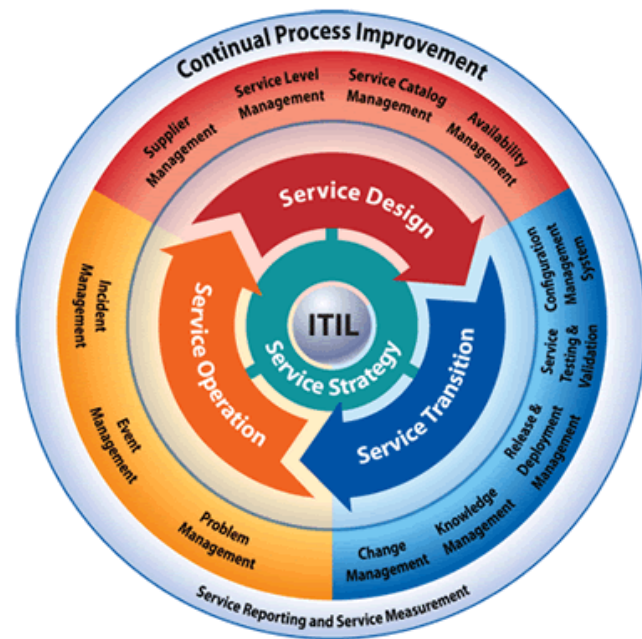 Continual Process Improvement
Supplier
Management
Service Level
Management
Service Catalog
Management
Availability
Management
Configuration
Management
System
Service
Testing &
Validation
Release &
Deployment
Management
Knowledge
Management
Change
Management
Problem
Management
Event
Management
Incident
Management
Service Design
Service Transition
Service Operation
Service Strategy
ITIL
Service Reporting and Service Measurement